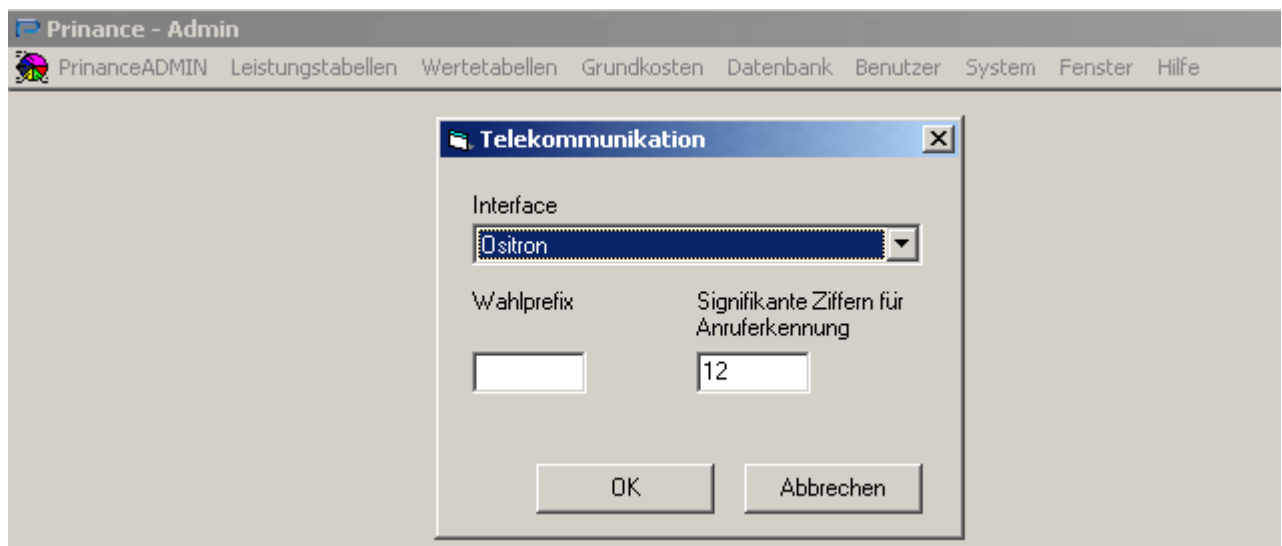 Prinance - Admin
PrinanceADMIN Leistungstabellen Wertetabellen Grundkosten Datenbank Benutzer System Fenster Hilfe
Telekommunikation
Interface
Ositron
Wahlprefix
Signifikante Ziffern für
Anruferkennung
12
OK Abbrechen